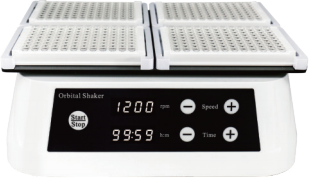 Orbital Shaker
1200 rpm − Speed +
Start
Stop
99:59 h:m − Time +